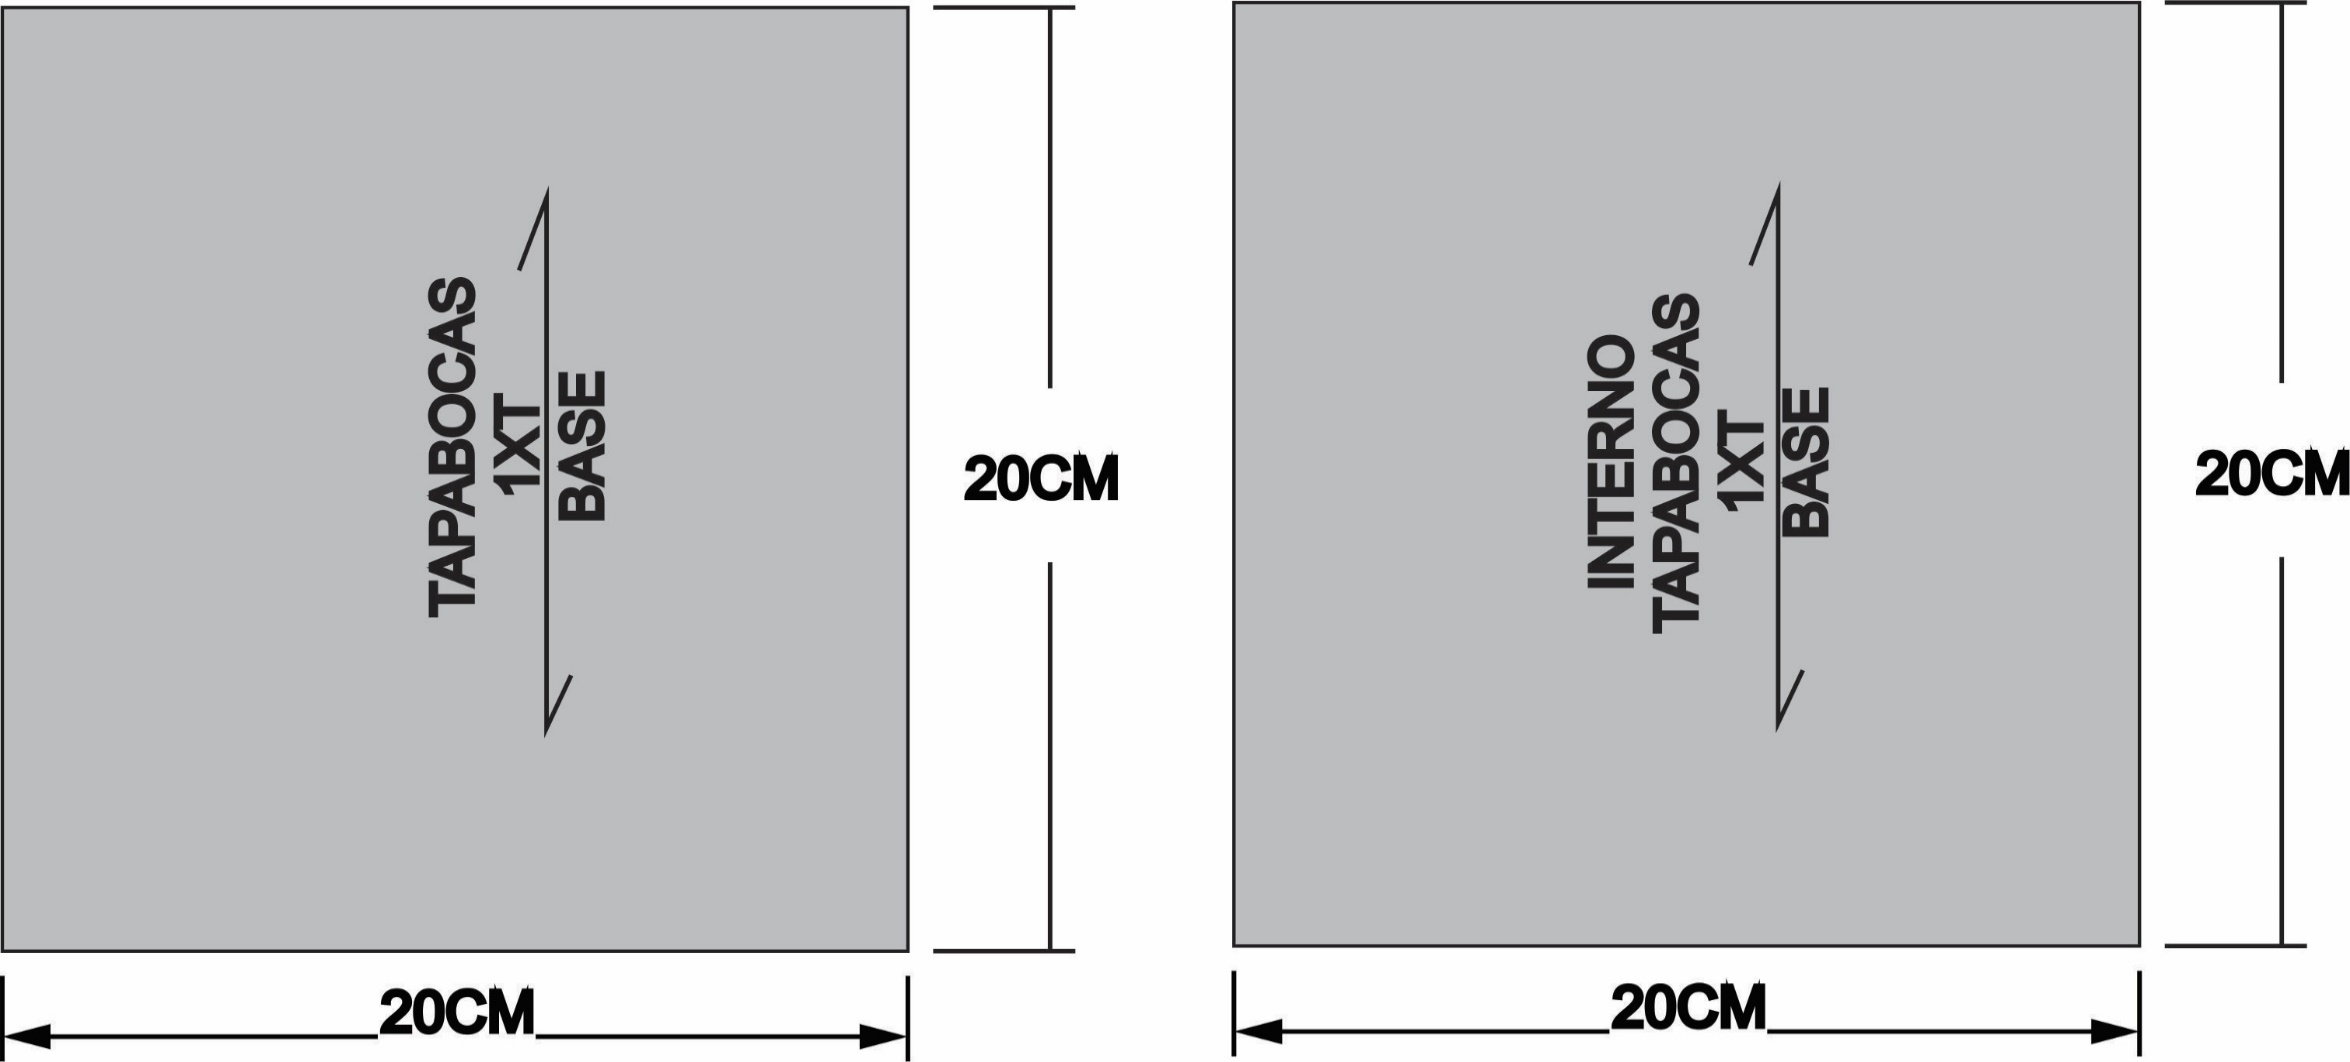 TAPABOCAS
1XT
BASE
20CM
20CM
INTERNO
TAPABOCAS
1XT
BASE
20CM
20CM